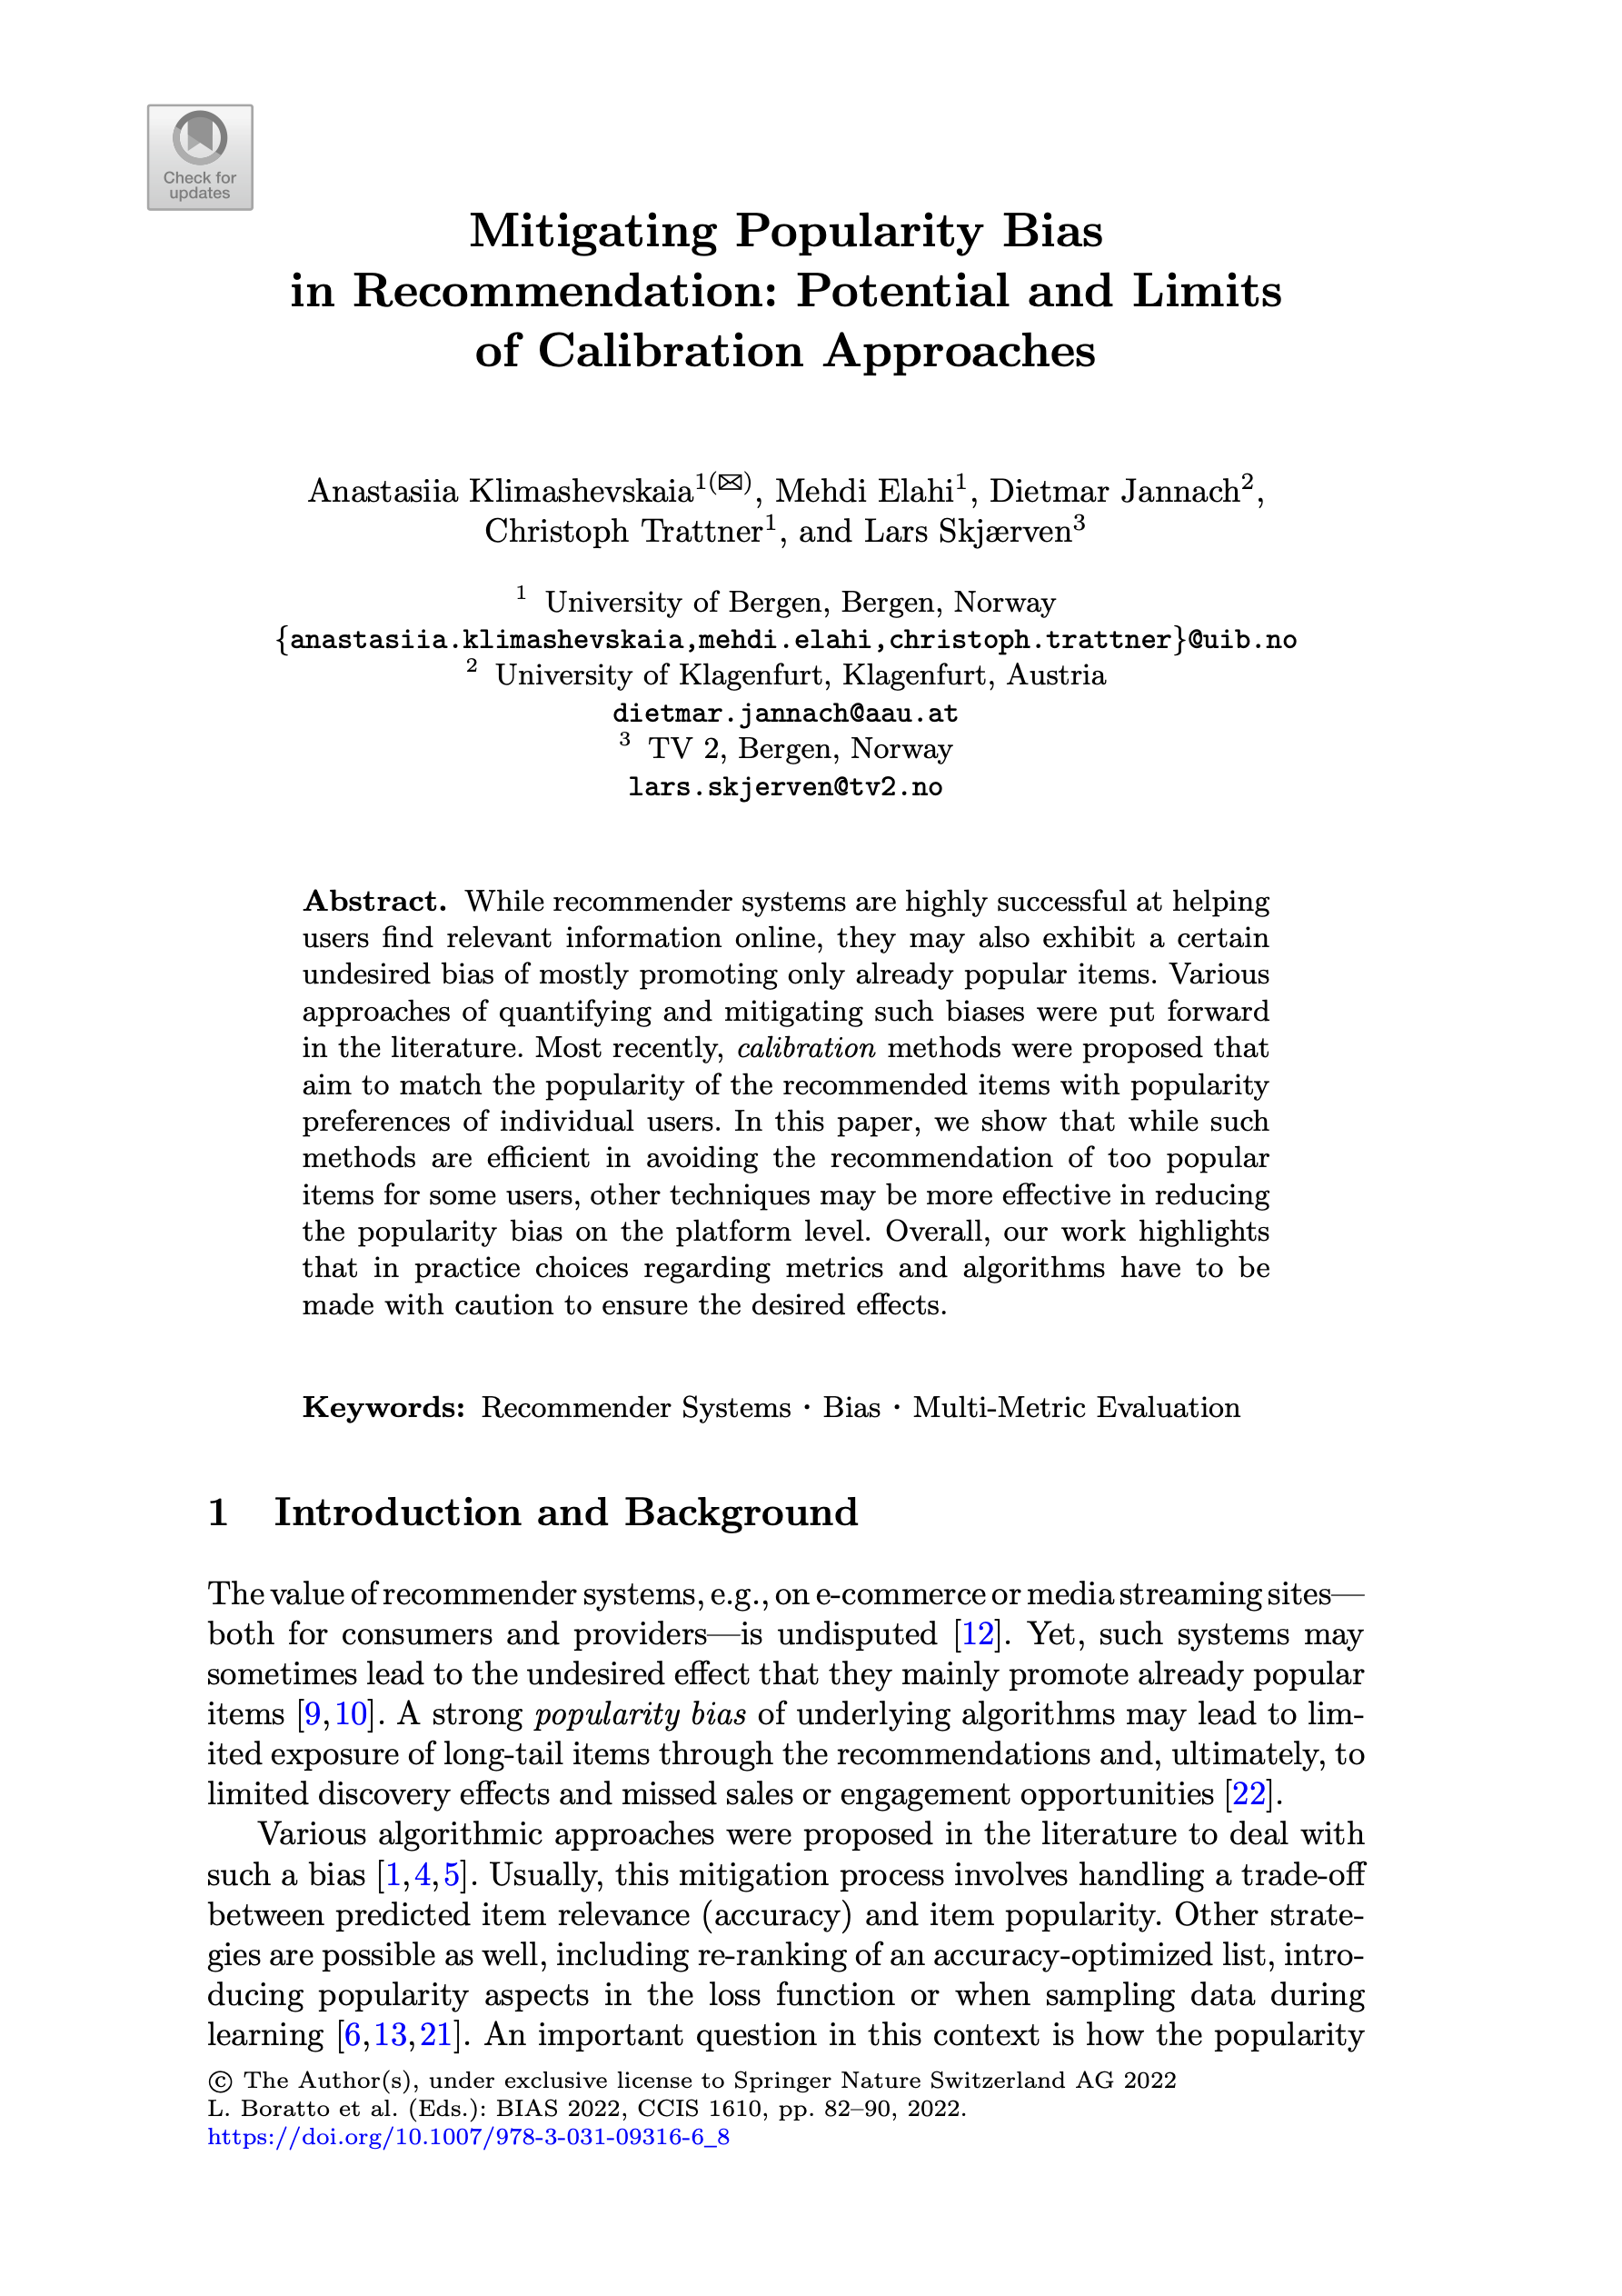 Check for
updates
Mitigating Popularity Bias
in Recommendation: Potential and Limits
of Calibration Approaches
Anastasiia Klimashevskaia1(✉), Mehdi Elahi1, Dietmar Jannach2,
Christoph Trattner1, and Lars Skjærven3
1 University of Bergen, Bergen, Norway
{anastasiia.klimashevskaia,mehdi.elahi,christoph.trattner}@uib.no
2 University of Klagenfurt, Klagenfurt, Austria
dietmar.jannach@aau.at
3 TV 2, Bergen, Norway
lars.skjerven@tv2.no
Abstract. While recommender systems are highly successful at helping
users find relevant information online, they may also exhibit a certain
undesired bias of mostly promoting only already popular items. Various
approaches of quantifying and mitigating such biases were put forward
in the literature. Most recently, calibration methods were proposed that
aim to match the popularity of the recommended items with popularity
preferences of individual users. In this paper, we show that while such
methods are efficient in avoiding the recommendation of too popular
items for some users, other techniques may be more effective in reducing
the popularity bias on the platform level. Overall, our work highlights
that in practice choices regarding metrics and algorithms have to be
made with caution to ensure the desired effects.
Keywords: Recommender Systems · Bias · Multi-Metric Evaluation
1 Introduction and Background
The value of recommender systems, e.g., on e-commerce or media streaming sites—
both for consumers and providers—is undisputed [12]. Yet, such systems may
sometimes lead to the undesired effect that they mainly promote already popular
items [9,10]. A strong popularity bias of underlying algorithms may lead to lim-
ited exposure of long-tail items through the recommendations and, ultimately, to
limited discovery effects and missed sales or engagement opportunities [22].
Various algorithmic approaches were proposed in the literature to deal with
such a bias [1,4,5]. Usually, this mitigation process involves handling a trade-off
between predicted item relevance (accuracy) and item popularity. Other strate-
gies are possible as well, including re-ranking of an accuracy-optimized list, intro-
ducing popularity aspects in the loss function or when sampling data during
learning [6,13,21]. An important question in this context is how the popularity
© The Author(s), under exclusive license to Springer Nature Switzerland AG 2022
L. Boratto et al. (Eds.): BIAS 2022, CCIS 1610, pp. 82–90, 2022.
https://doi.org/10.1007/978-3-031-09316-6_8